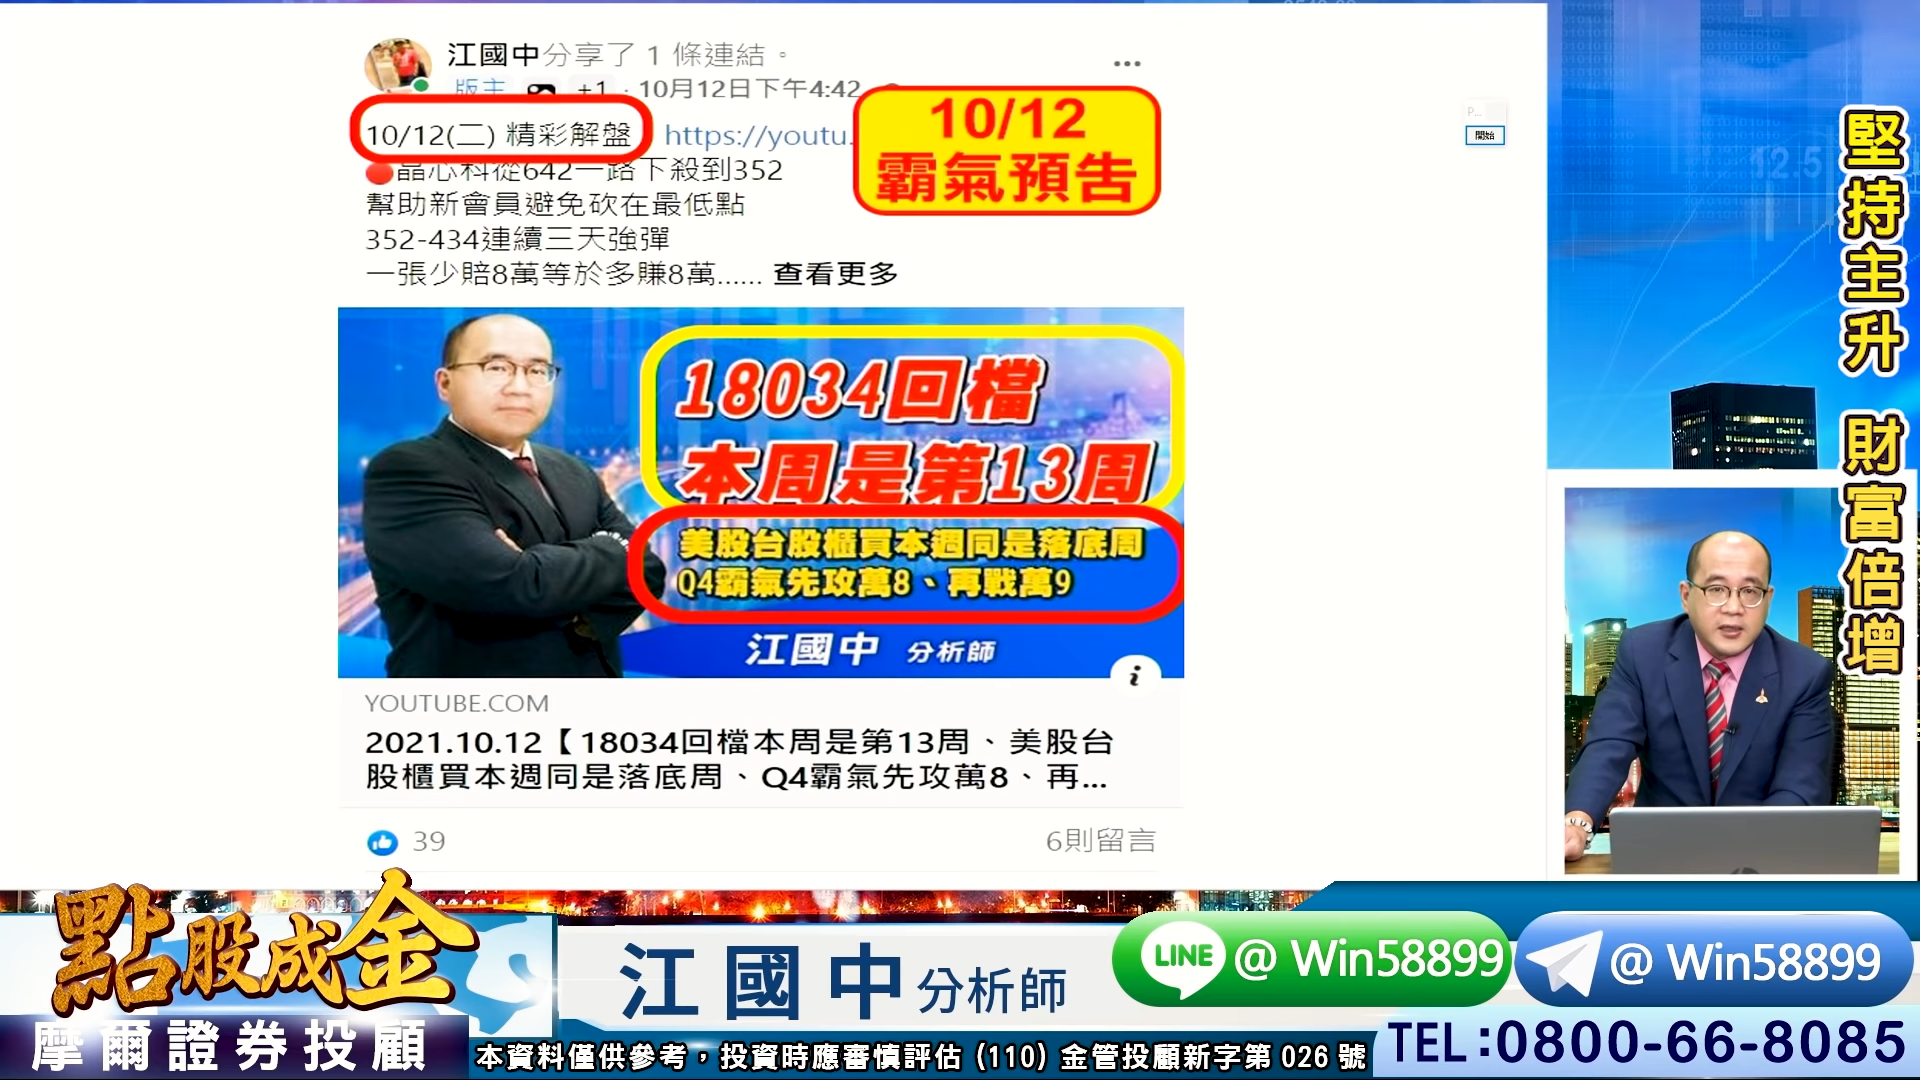 江國中分享了 1 條連結。
版主 +1 · 10月12日下午4:42
10/12(二) 精彩解盤 https://youtu.
晶心科從642一路下殺到352
幫助新會員避免砍在最低點
352-434連續三天強彈
一張少賠8萬等於多賺8萬...... 查看更多
10/12
霸氣預告
18034回檔
本周是第13周
美股台股櫃買本週同是落底周
Q4霸氣先攻萬8、再戰萬9
江國中 分析師
YOUTUBE.COM
2021.10.12【18034回檔本周是第13周、美股台
股櫃買本週同是落底周、Q4霸氣先攻萬8、再...
39
6則留言
P...
開始
12.5
堅持主升 財富倍增
點股成金
摩爾證券投顧
江國中 分析師
LINE @ Win58899
@ Win58899
TEL:0800-66-8085
本資料僅供參考，投資時應審慎評估 (110) 金管投顧新字第 026 號